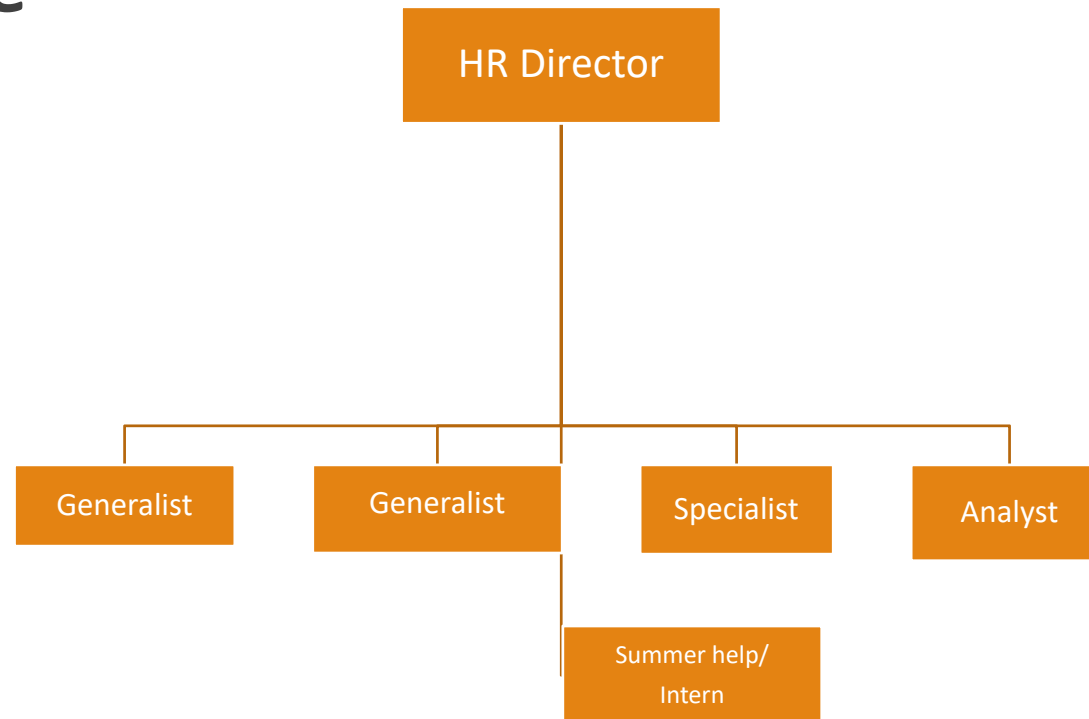 HR Director
Generalist
Generalist
Specialist
Analyst
Summer help/
Intern